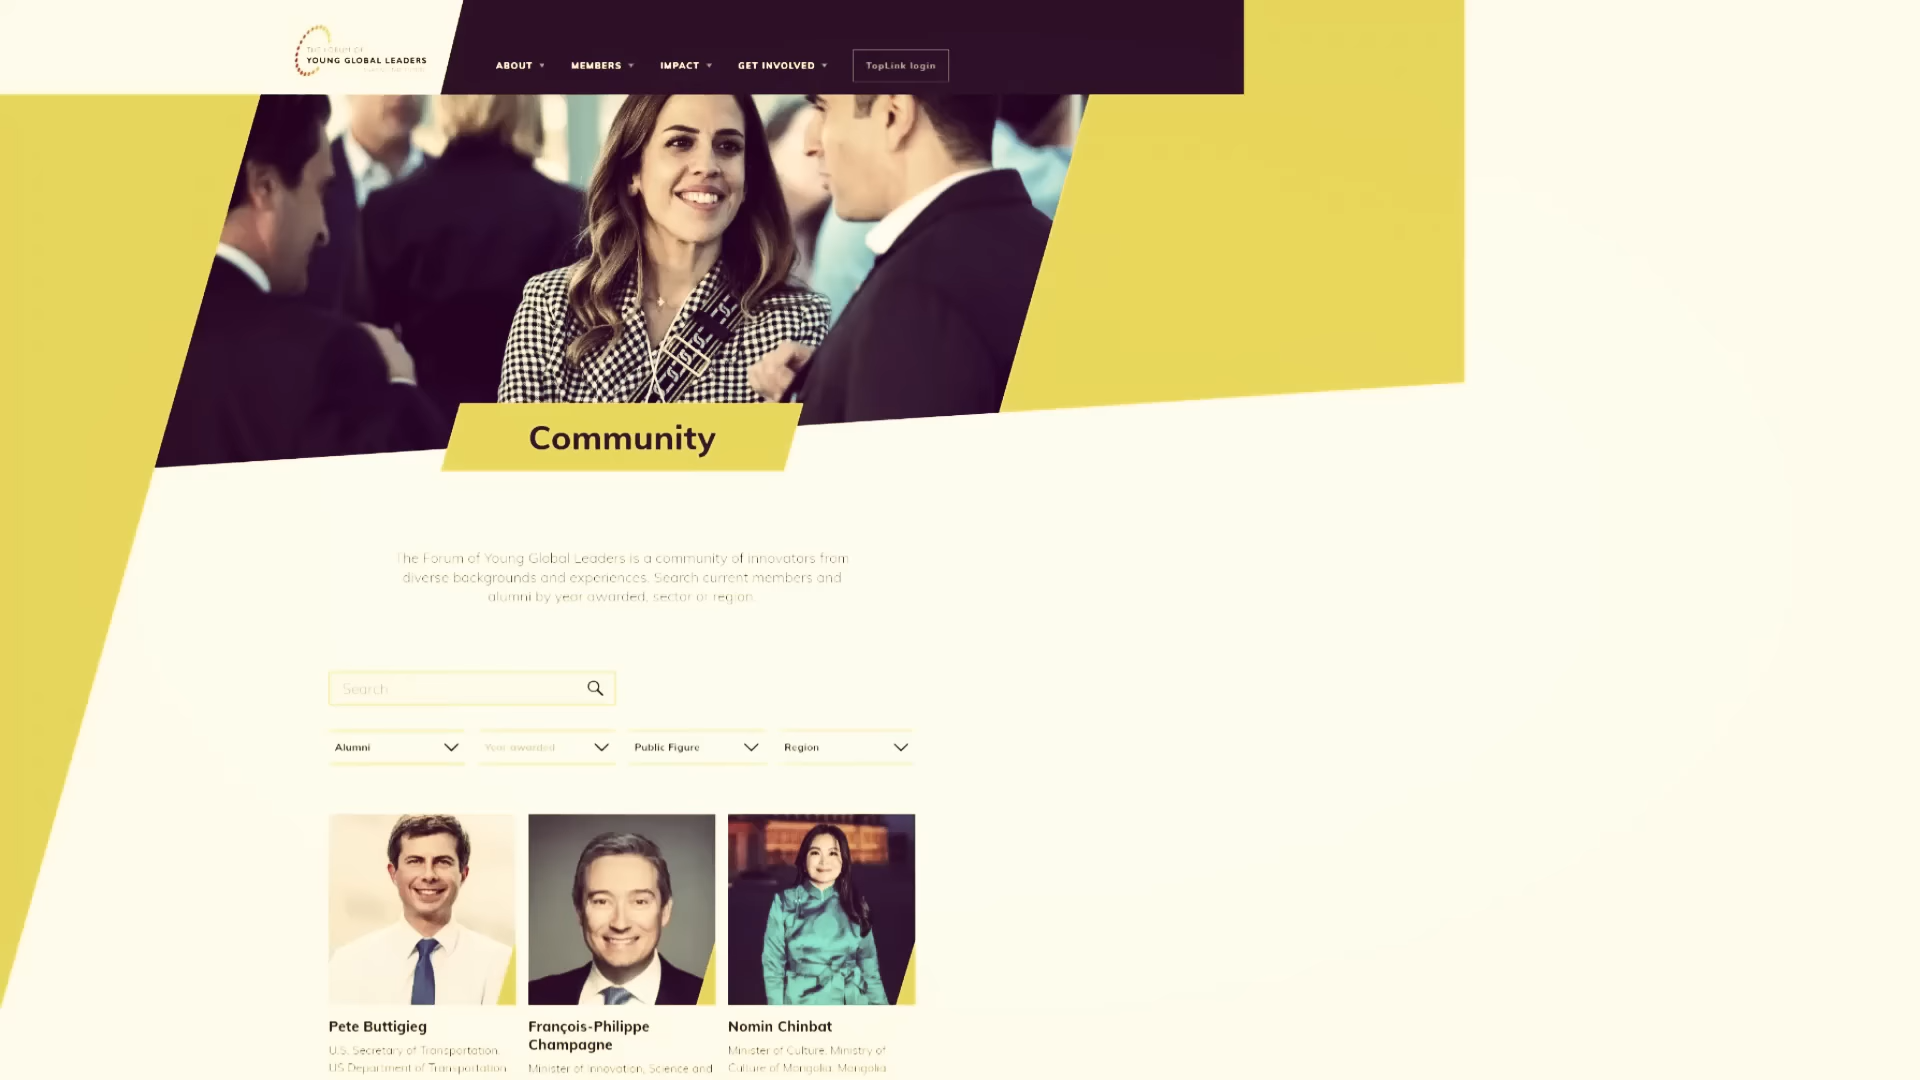 THE FORUM OF
YOUNG GLOBAL LEADERS
ABOUT
MEMBERS
IMPACT
GET INVOLVED
TopLink login
Community
The Forum of Young Global Leaders is a community of innovators from
diverse backgrounds and experiences. Search current members and
alumni by year awarded, sector or region.
Search
Alumni
Year awarded
Public Figure
Region
Pete Buttigieg
U.S. Secretary of Transportation,
US Department of Transportation
François-Philippe
Champagne
Minister of Innovation, Science and
Nomin Chinbat
Minister of Culture, Ministry of
Culture of Mongolia, Mongolia